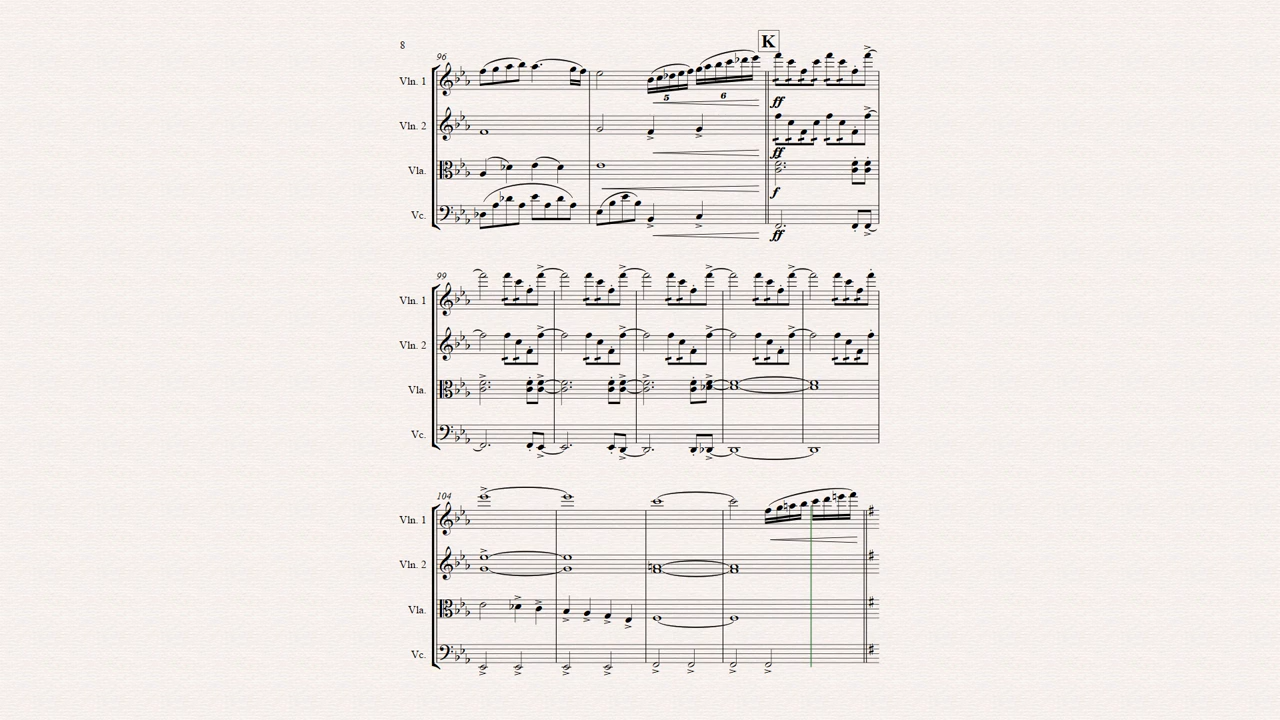 8
K
96
Vln. 1
5
6
ff
Vln. 2
ff
Vla.
f
Vc.
ff
99
Vln. 1
Vln. 2
Vla.
Vc.
104
Vln. 1
Vln. 2
Vla.
Vc.